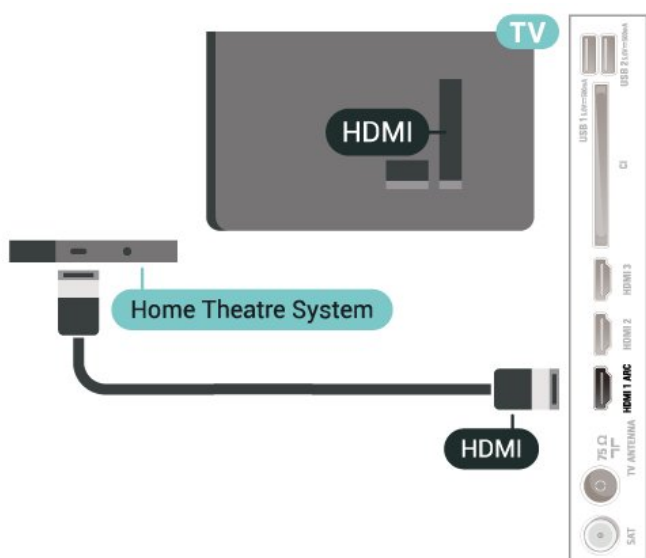 TV
HDMI
Home Theatre System
HDMI
USB 2
USB 1
CI
HDMI 3
HDMI 2
HDMI 1 ARC
75 Ω
TV ANTENNA
SAT